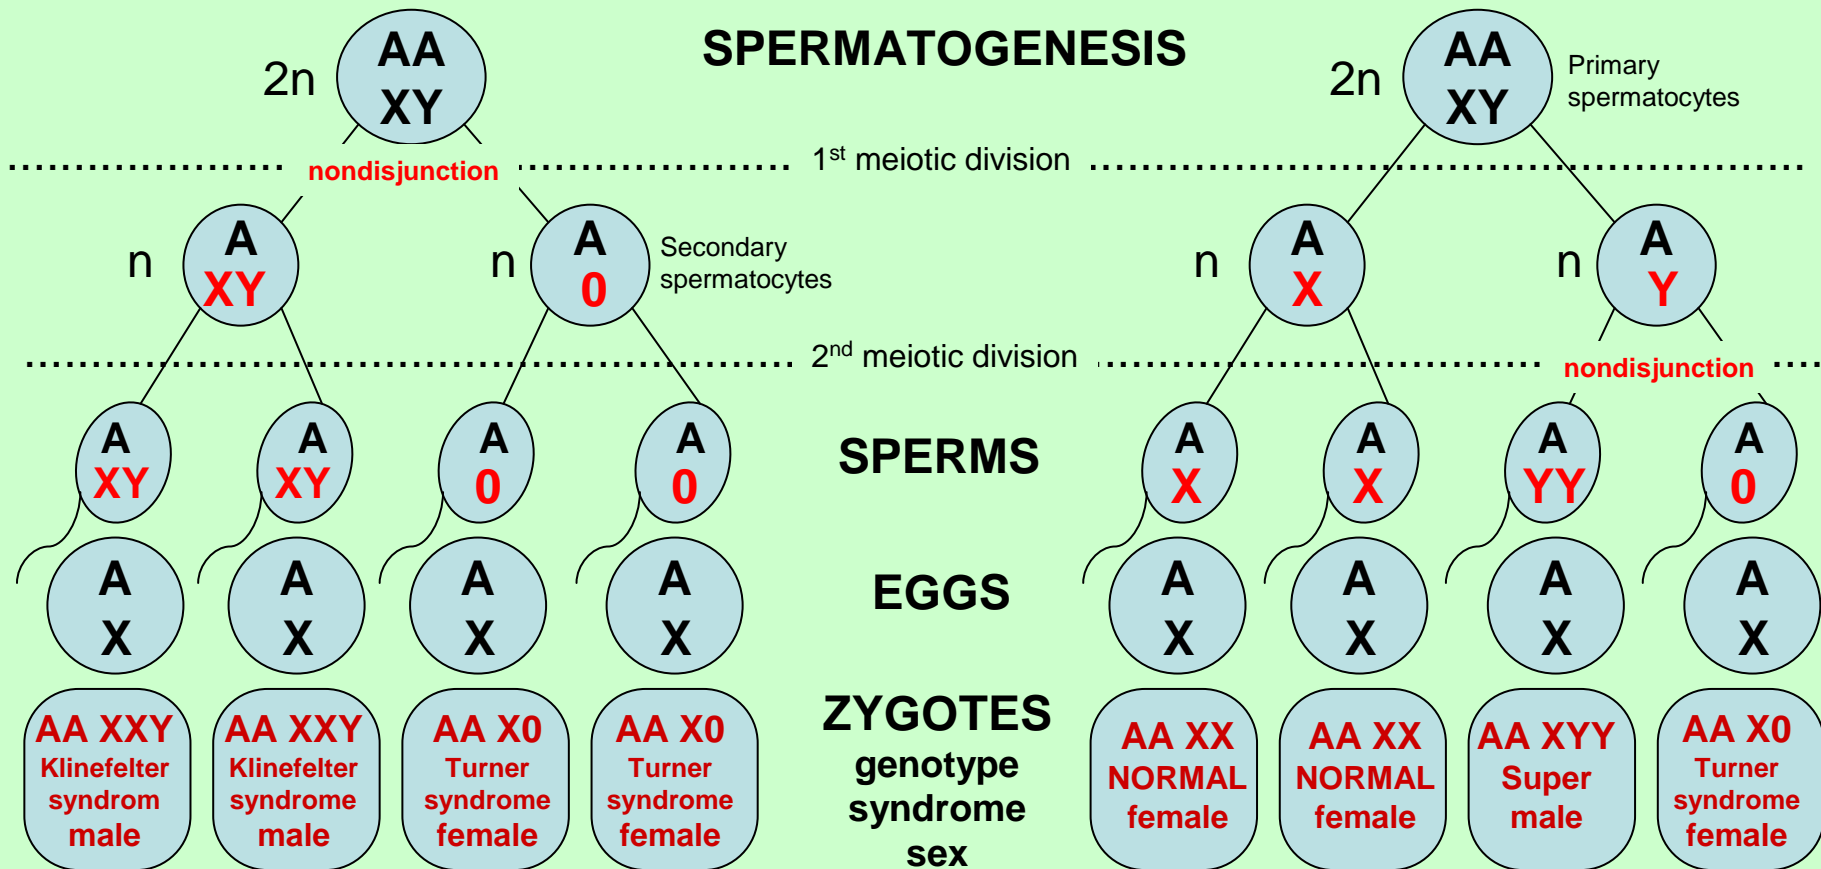 SPERMATOGENESIS
2n
AA
XY
2n
AA
XY
Primary
spermatocytes
nondisjunction
1st meiotic division
n
A
XY
n
A
0
Secondary
spermatocytes
n
A
X
n
A
Y
2nd meiotic division
nondisjunction
A
XY
A
XY
A
0
A
0
SPERMS
A
X
A
X
A
YY
A
0
A
X
A
X
A
X
A
X
EGGS
A
X
A
X
A
X
A
X
AA XXY
Klinefelter
syndrom
male
AA XXY
Klinefelter
syndrome
male
AA X0
Turner
syndrome
female
AA X0
Turner
syndrome
female
ZYGOTES
genotype
syndrome
sex
AA XX
NORMAL
female
AA XX
NORMAL
female
AA XYY
Super
male
AA X0
Turner
syndrome
female